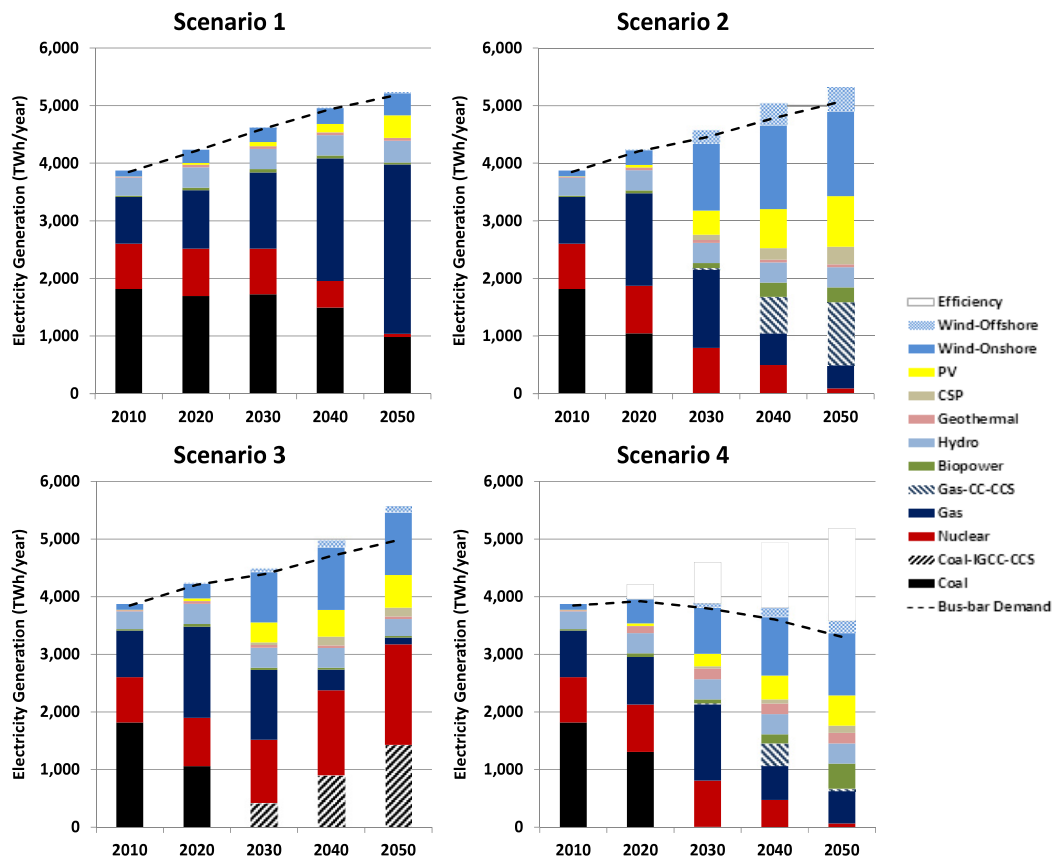 Scenario 1
Electricity Generation (TWh/year)
6,000
5,000
4,000
3,000
2,000
1,000
0
2010 2020 2030 2040 2050
Scenario 2
Electricity Generation (TWh/year)
6,000
5,000
4,000
3,000
2,000
1,000
0
2010 2020 2030 2040 2050
Scenario 3
Electricity Generation (TWh/year)
6,000
5,000
4,000
3,000
2,000
1,000
0
2010 2020 2030 2040 2050
Scenario 4
Electricity Generation (TWh/year)
6,000
5,000
4,000
3,000
2,000
1,000
0
2010 2020 2030 2040 2050
Efficiency
Wind-Offshore
Wind-Onshore
PV
CSP
Geothermal
Hydro
Biopower
Gas-CC-CCS
Gas
Nuclear
Coal-IGCC-CCS
Coal
Bus-bar Demand